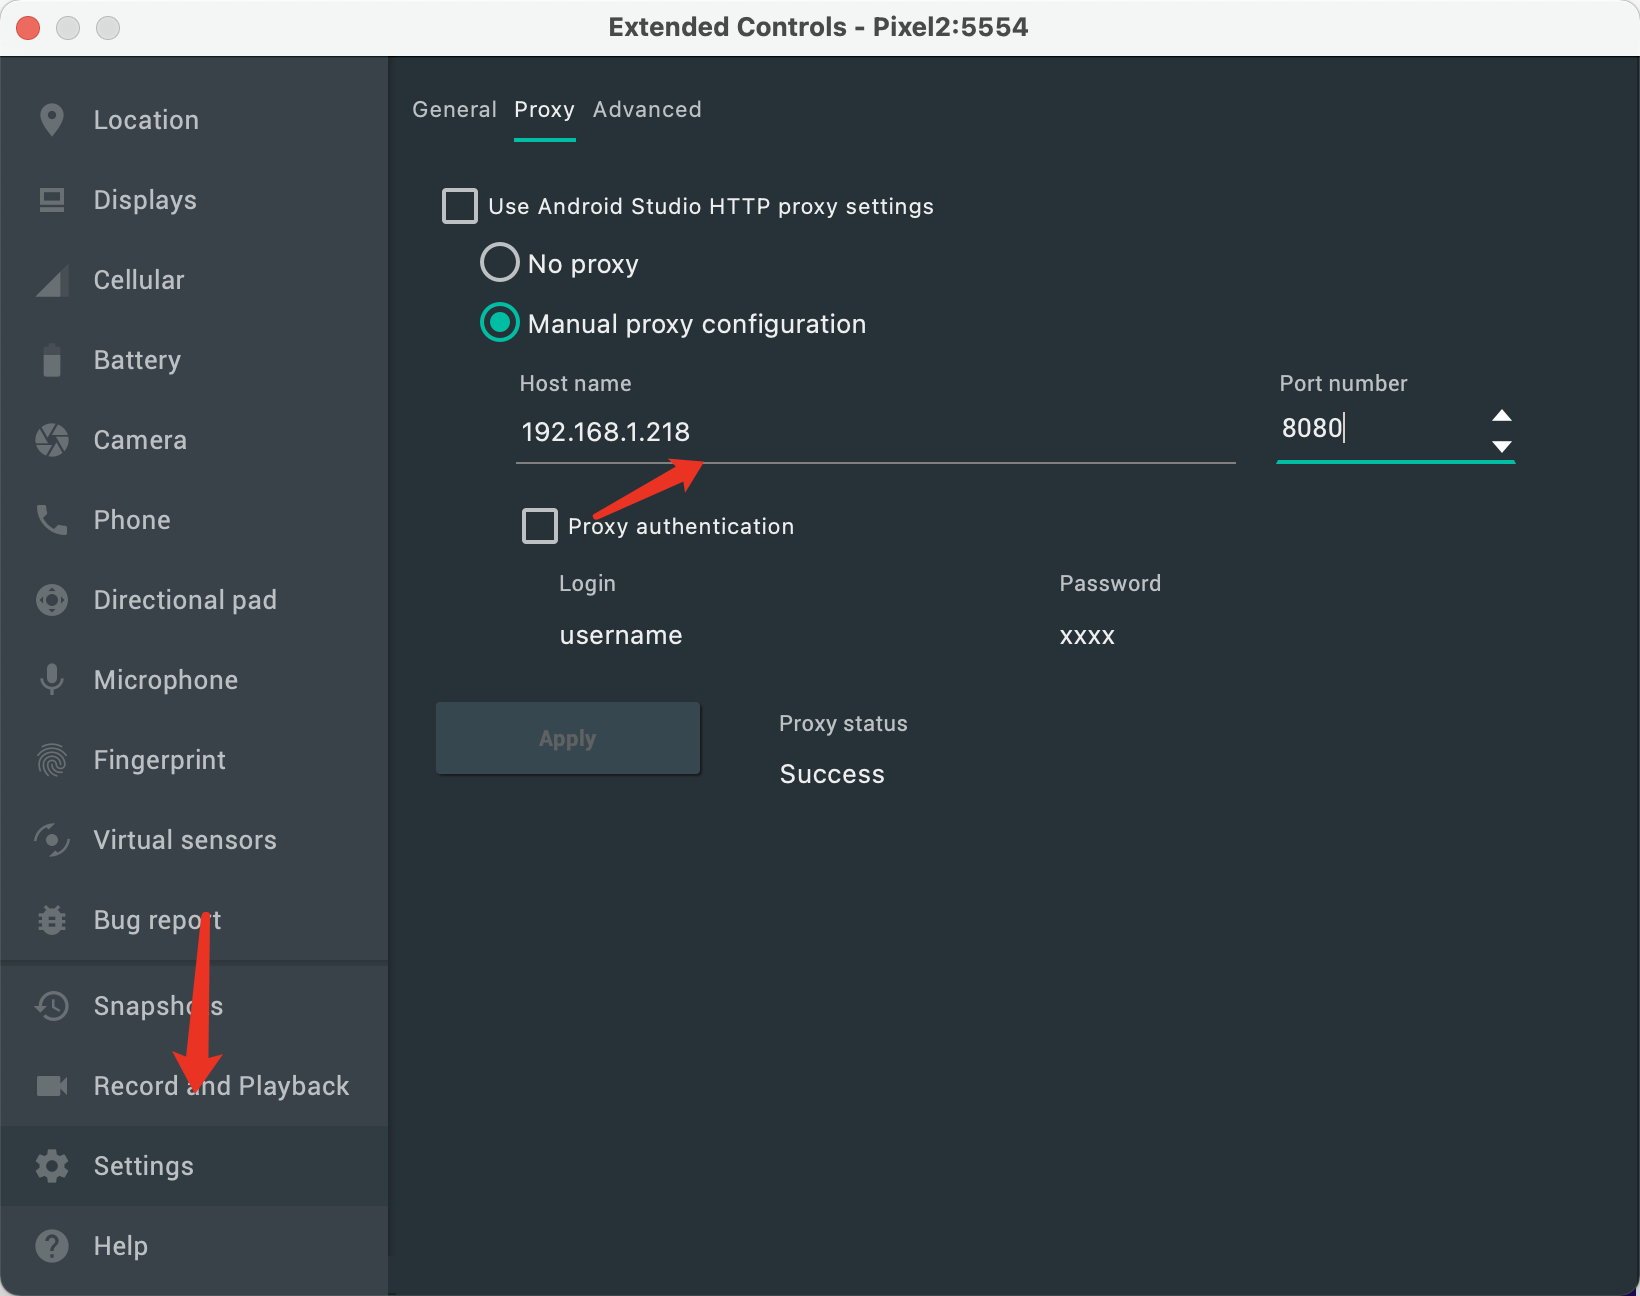 Extended Controls - Pixel2:5554
Location
Displays
Cellular
Battery
Camera
Phone
Directional pad
Microphone
Fingerprint
Virtual sensors
Bug report
Snapshots
Record and Playback
Settings
Help
General Proxy Advanced
Use Android Studio HTTP proxy settings
No proxy
Manual proxy configuration
Host name Port number
192.168.1.218 8080
Proxy authentication
Login Password
username xxxx
Apply
Proxy status
Success